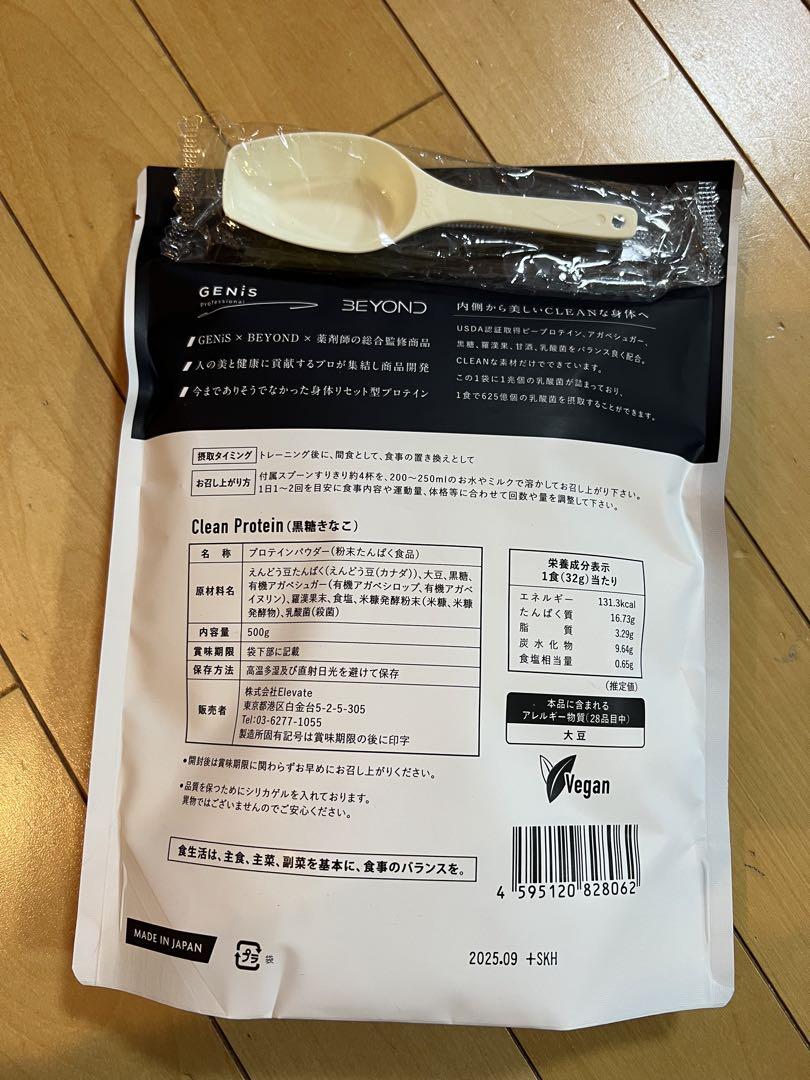 GENiS
Professional
BEYOND
GENiS × BEYOND × 薬剤師の総合監修商品
人の美と健康に貢献するプロが集結し商品開発
今までありそうでなかった身体リセット型プロテイン
内側から美しいCLEANな身体へ
USDA認証取得ピープロテイン、アガベシュガー、
黒糖、羅漢果、甘酒、乳酸菌をバランス良く配合。
CLEANな素材だけでできています。
この1袋に1兆個の乳酸菌が詰まっており、
1食で625億個の乳酸菌を摂取することができます。
摂取タイミング トレーニング後に、間食として、食事の置き換えとして
お召し上がり方 付属スプーンすりきり約4杯を、200〜250mlのお水やミルクで溶かしてお召し上がり下さい。
1日1〜2回を目安に食事内容や運動量、体格等に合わせて回数や量を調整して下さい。
Clean Protein(黒糖きなこ)
名 称 プロテインパウダー(粉末たんぱく食品)
原材料名 えんどう豆たんぱく(えんどう豆(カナダ))、大豆、黒糖、
有機アガベシュガー(有機アガベシロップ、有機アガベ
イヌリン)、羅漢果末、食塩、米糠発酵粉末(米糠、米糠
発酵物)、乳酸菌(殺菌)
内容量 500g
賞味期限 袋下部に記載
保存方法 高温多湿及び直射日光を避けて保存
販売者 株式会社Elevate
東京都港区白金台5-2-5-305
Tel:03-6277-1055
製造所固有記号は賞味期限の後に印字
栄養成分表示
1食(32g)当たり
エネルギー 131.3kcal
たんぱく質 16.73g
脂 質 3.29g
炭水化物 9.64g
食塩相当量 0.65g
(推定値)
本品に含まれる
アレルギー物質(28品目中)
大豆
Vegan
•開封後は賞味期限に関わらずお早めにお召し上がりください。
•品質を保つためにシリカゲルを入れております。
異物ではございませんのでご安心ください。
食生活は、主食、主菜、副菜を基本に、食事のバランスを。
4 595120 828062
MADE IN JAPAN
プラ
袋
2025.09 +SKH